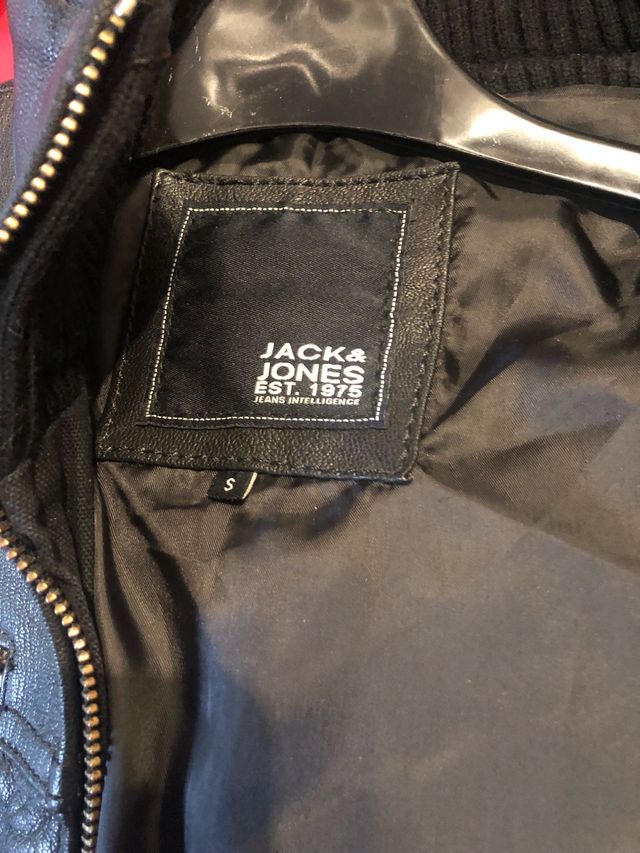 JACK&
JONES
EST. 1975
JEANS INTELLIGENCE
S